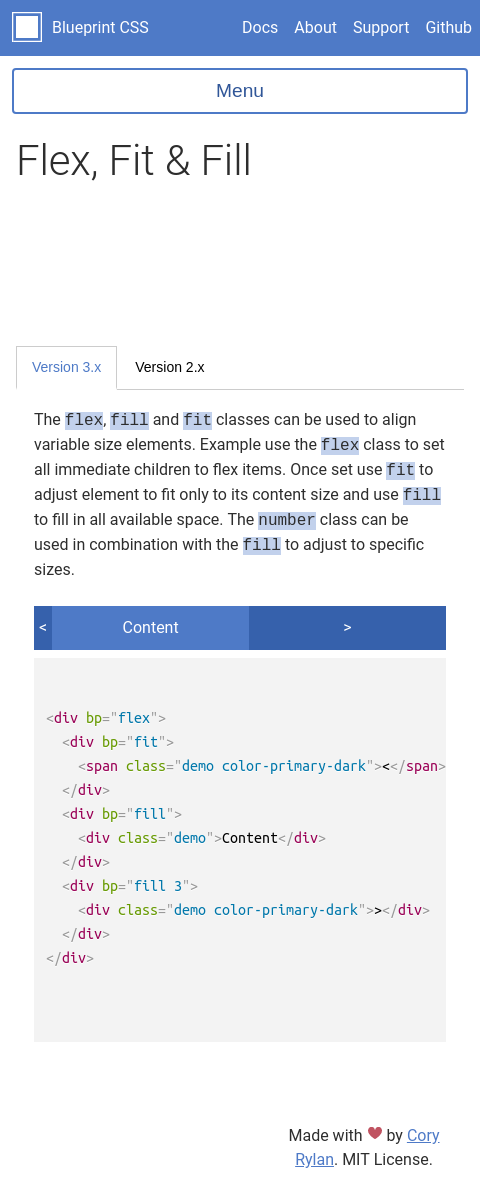 Blueprint CSS Docs About Support Github
Menu
Flex, Fit & Fill
Version 3.x Version 2.x
The flex, fill and fit classes can be used to align
variable size elements. Example use the flex class to set
all immediate children to flex items. Once set use fit to
adjust element to fit only to its content size and use fill
to fill in all available space. The number class can be
used in combination with the fill to adjust to specific
sizes.
< Content >
<div bp="flex">
  <div bp="fit">
    <span class="demo color-primary-dark"><</span>
  </div>
  <div bp="fill">
    <div class="demo">Content</div>
  </div>
  <div bp="fill 3">
    <div class="demo color-primary-dark">></div>
  </div>
</div>
Made with ❤ by Cory
Rylan. MIT License.